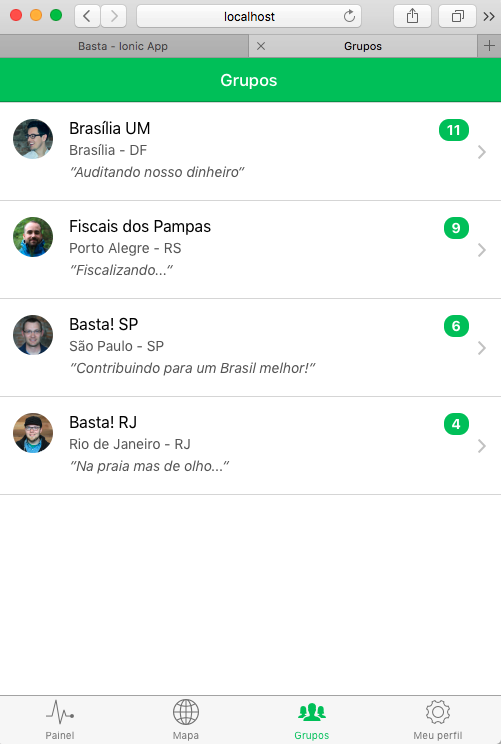 localhost
Basta - Ionic App
Grupos
Grupos
Brasília UM
11
Brasília - DF
“Auditando nosso dinheiro”
Fiscais dos Pampas
9
Porto Alegre - RS
“Fiscalizando...”
Basta! SP
6
São Paulo - SP
“Contribuindo para um Brasil melhor!”
Basta! RJ
4
Rio de Janeiro - RJ
“Na praia mas de olho...”
Painel
Mapa
Grupos
Meu perfil